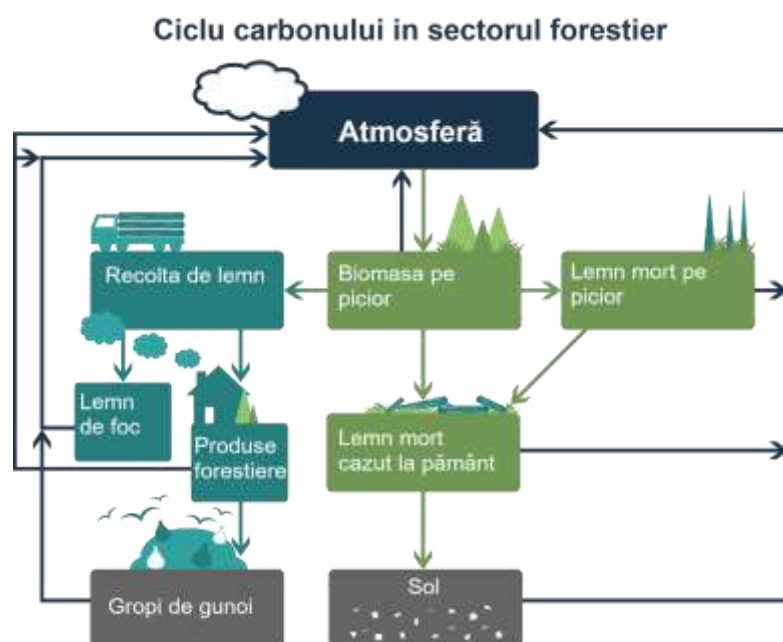 Ciclu carbonului in sectorul forestier
Atmosferă
Recolta de lemn
Biomasa pe
picior
Lemn mort pe
picior
Lemn
de foc
Produse
forestiere
Lemn mort
cazut la pământ
Gropi de gunoi
Sol